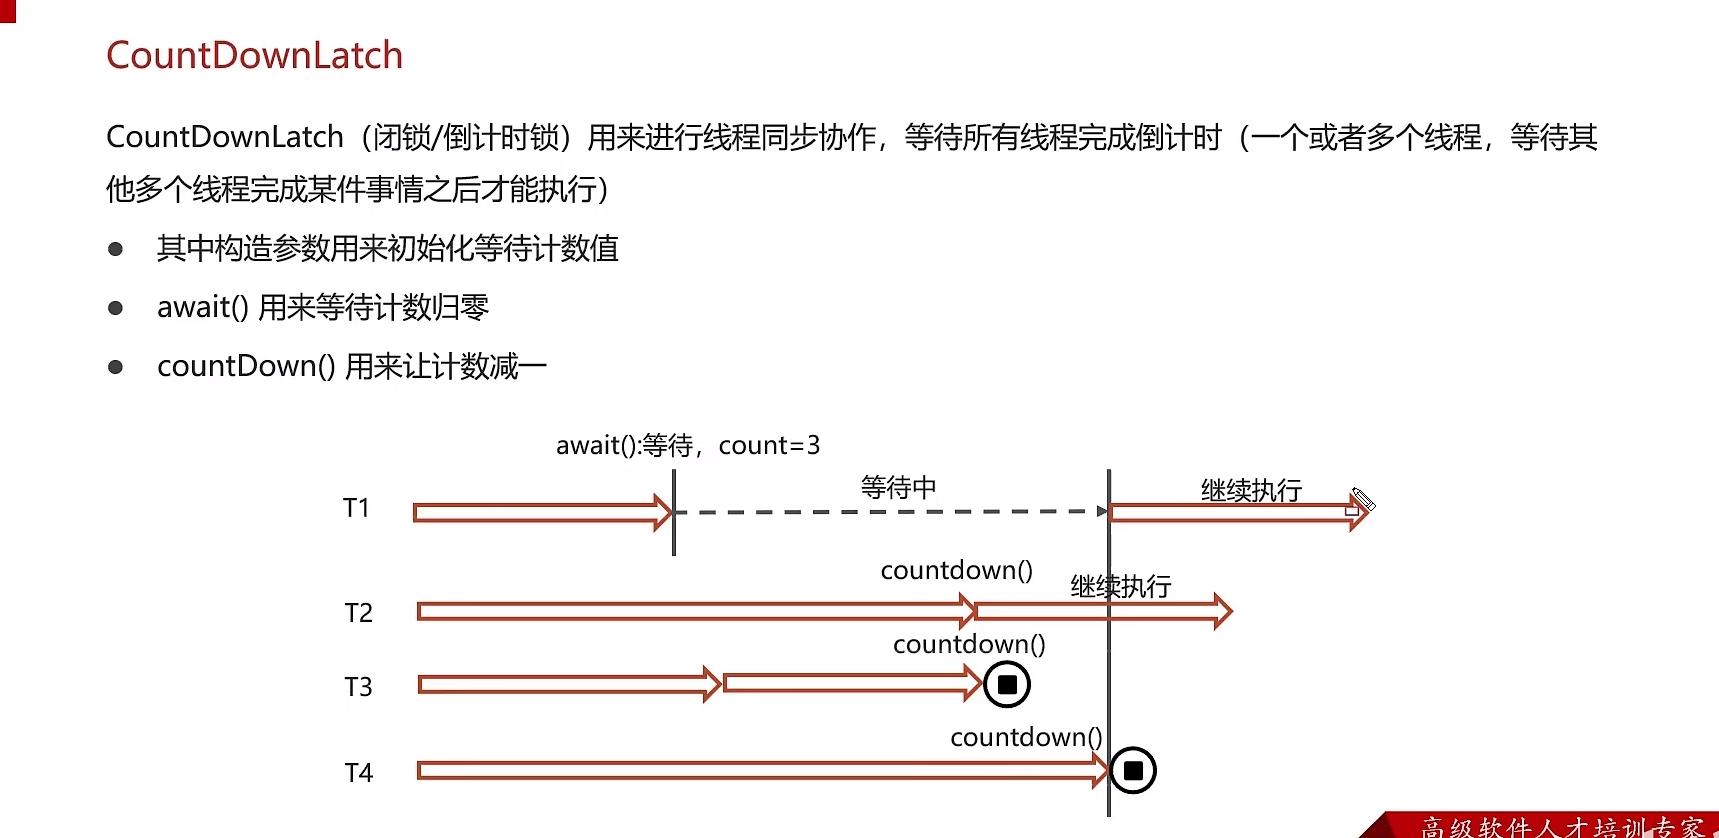 CountDownLatch
CountDownLatch（闭锁/倒计时锁）用来进行线程同步协作，等待所有线程完成倒计时（一个或者多个线程，等待其
他多个线程完成某件事情之后才能执行）
● 其中构造参数用来初始化等待计数值
● await() 用来等待计数归零
● countDown() 用来让计数减一
await():等待，count=3
T1
等待中
继续执行
countdown()
继续执行
T2
countdown()
T3
countdown()
T4
高级软件人才培训专家